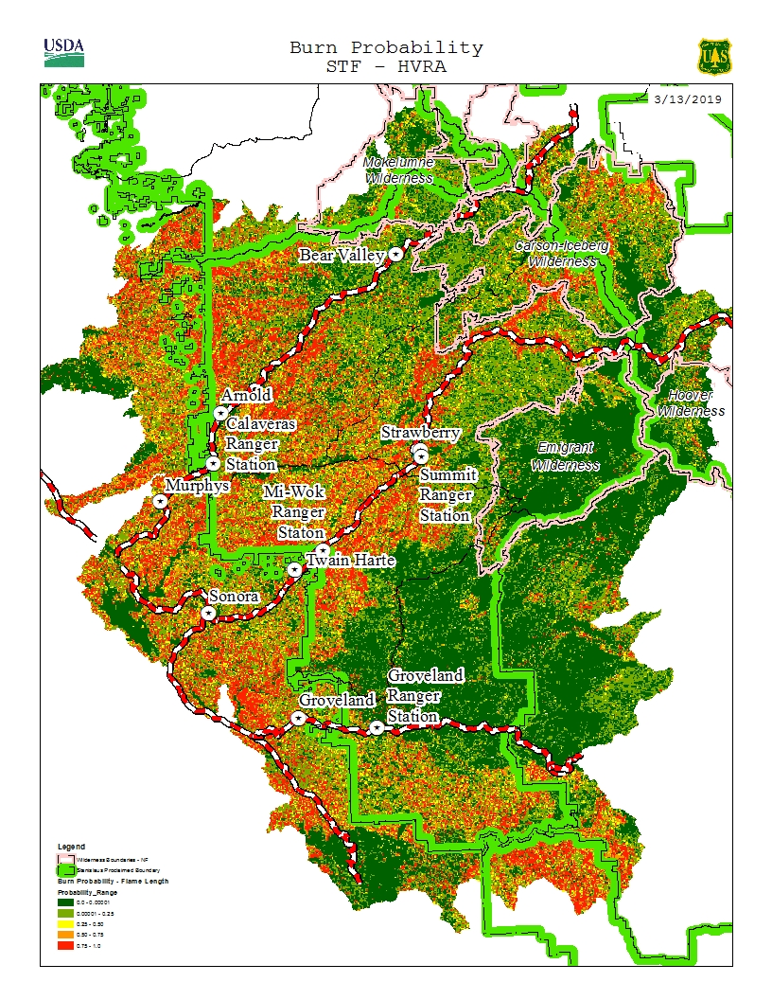 USDA
Burn Probability
STF - HVRA
UAS
3/13/2019
Mokelumne
Wilderness
Carson-Iceberg
Wilderness
Bear Valley
Arnold
Calaveras
Ranger
Station
Hoover
Wilderness
Strawberry
Emigrant
Wilderness
Summit
Ranger
Station
Murphys
Mi-Wok
Ranger
Staton
Twain Harte
Sonora
Groveland
Ranger
Station
Groveland
Legend
Wilderness Boundaries - NF
Stanislaus Proclaimed Boundary
Burn Probability - Flame Length
Probability_Range
0.0 - 0.00001
0.00001 - 0.25
0.25 - 0.50
0.50 - 0.75
0.75 - 1.0